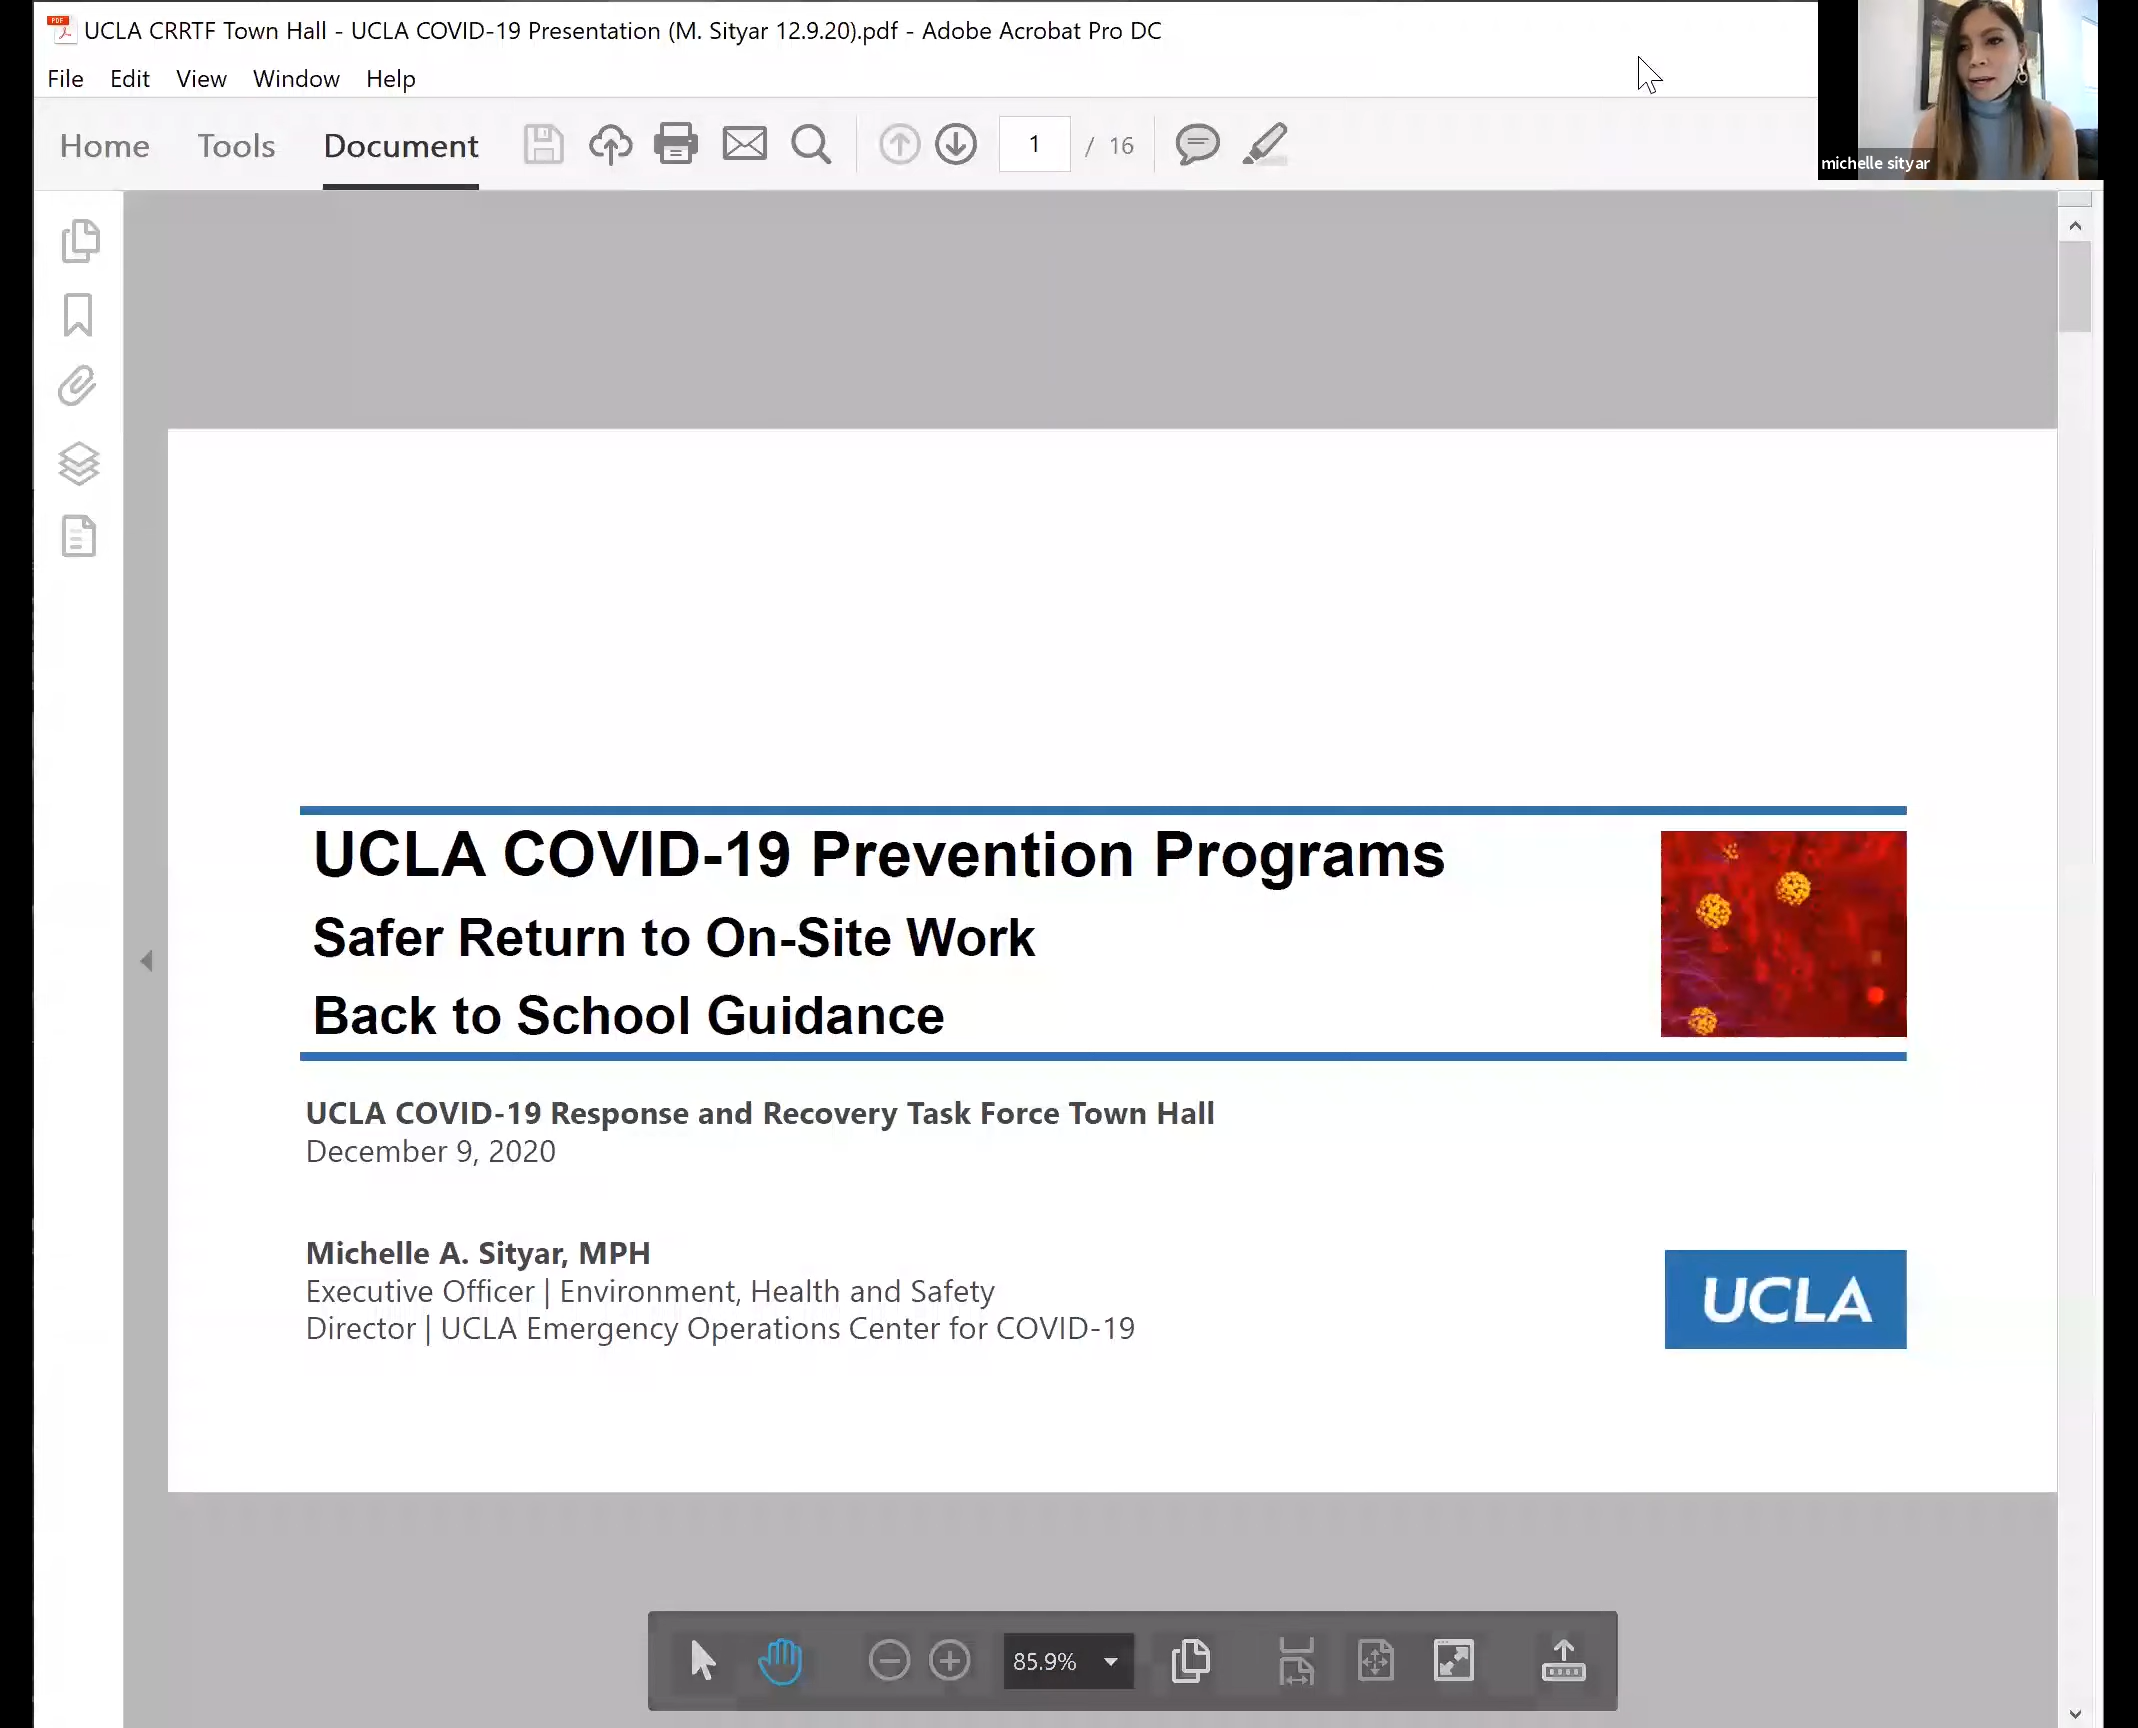 UCLA CRRTF Town Hall - UCLA COVID-19 Presentation (M. Sityar 12.9.20).pdf - Adobe Acrobat Pro DC
File Edit View Window Help
michelle sityar
Home Tools Document 1 / 16
UCLA COVID-19 Prevention Programs
Safer Return to On-Site Work
Back to School Guidance
UCLA COVID-19 Response and Recovery Task Force Town Hall
December 9, 2020
Michelle A. Sityar, MPH
Executive Officer | Environment, Health and Safety
Director | UCLA Emergency Operations Center for COVID-19
UCLA
85.9%